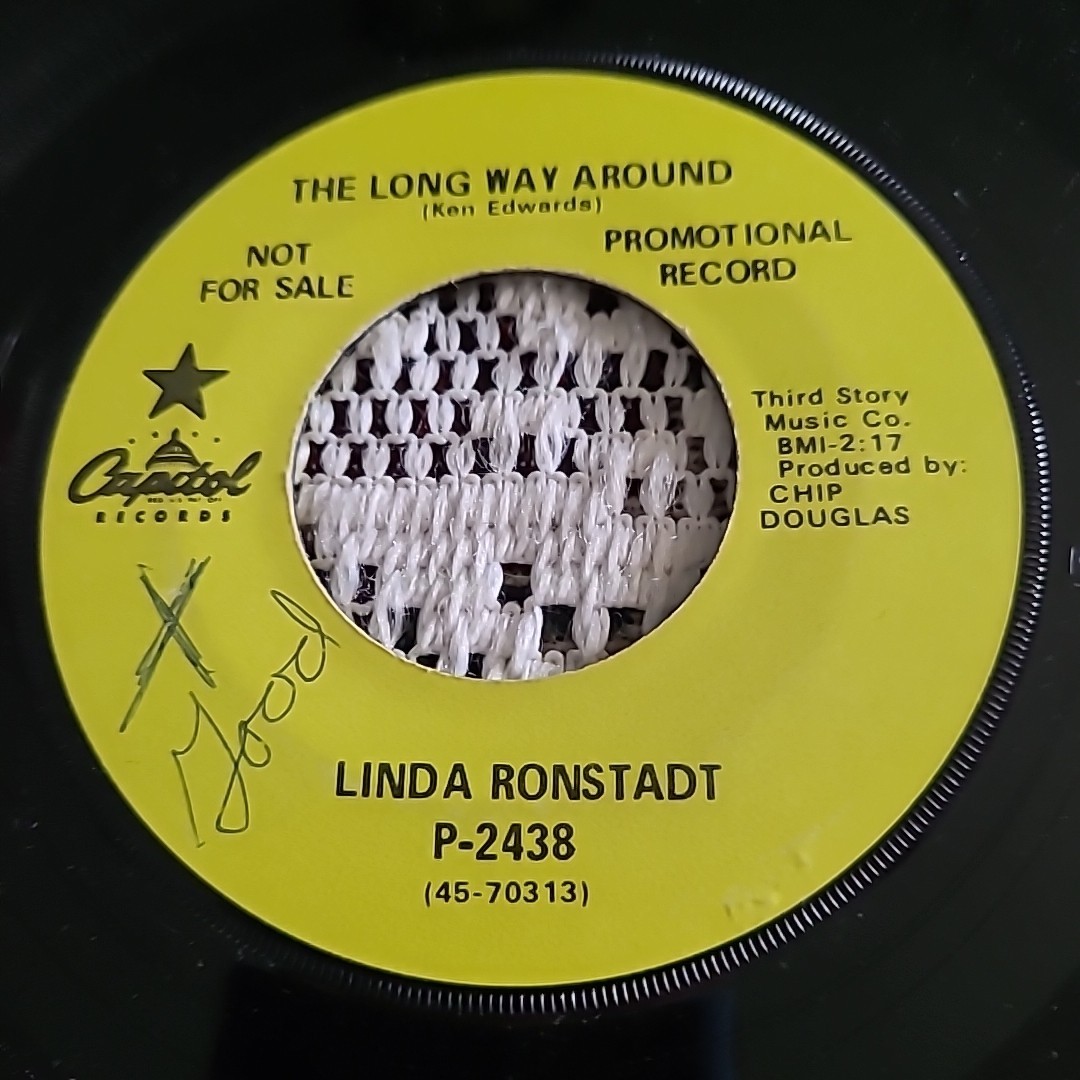 THE LONG WAY AROUND
(Ken Edwards)
NOT
FOR SALE
PROMOTIONAL
RECORD
Capitol
RECORDS
Third Story
Music Co.
BMI-2:17
Produced by:
CHIP
DOUGLAS
X
Good
LINDA RONSTADT
P-2438
(45-70313)